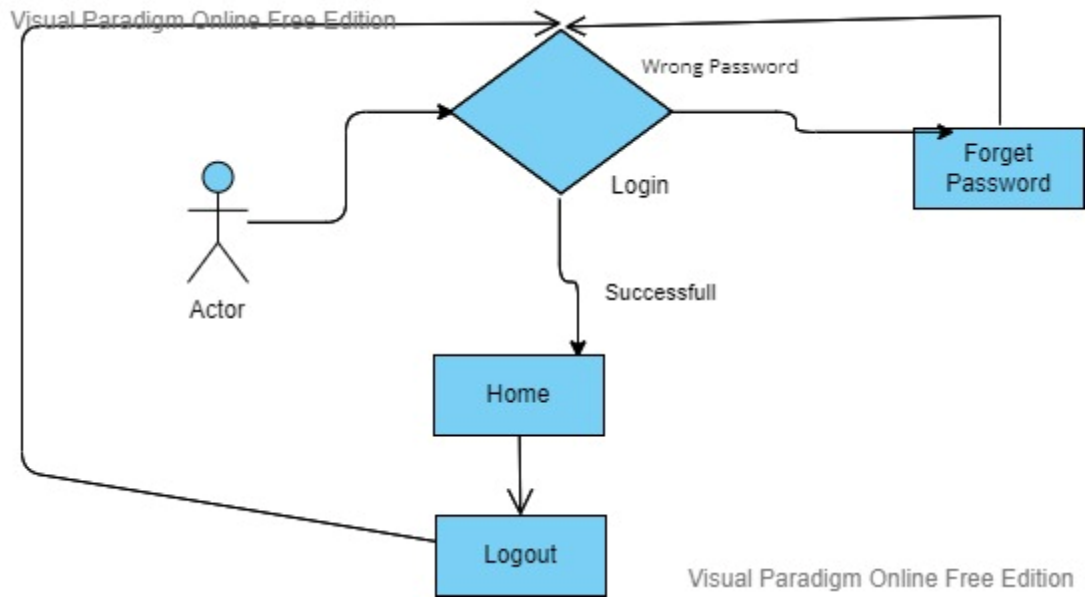 Visual Paradigm Online Free Edition
Wrong Password
Forget
Password
Login
Actor
Successfull
Home
Logout
Visual Paradigm Online Free Edition